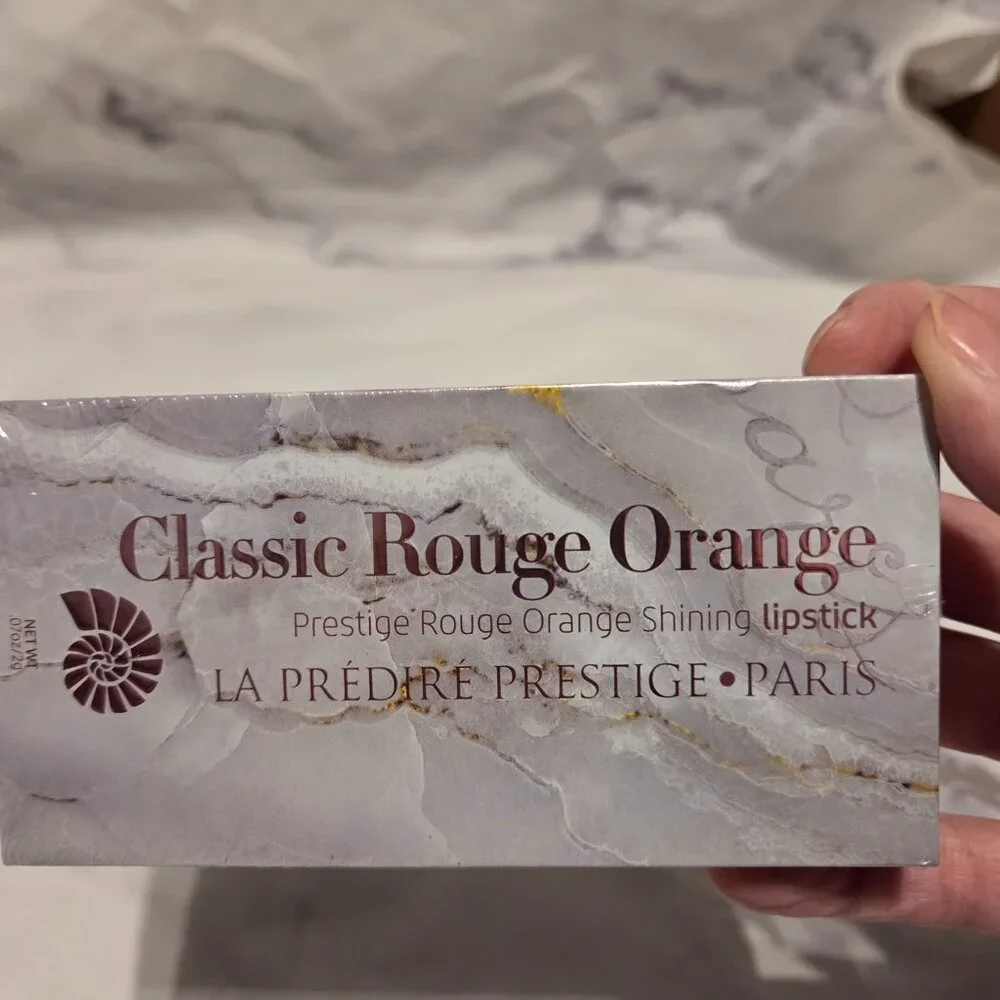 Classic Rouge Orange
Prestige Rouge Orange Shining lipstick
LA PRÉDIRÉ PRESTIGE • PARIS
NET WT.
.07oz/2G